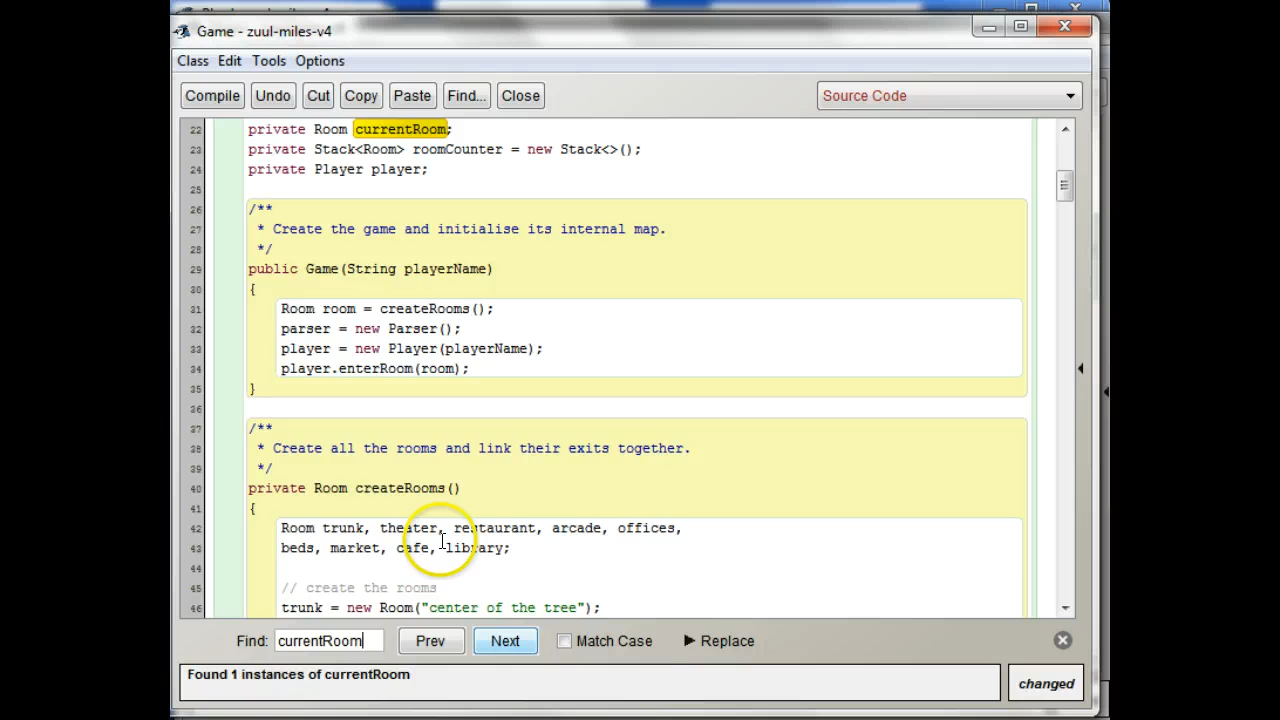 Game - zuul-miles-v4
Class Edit Tools Options
Compile Undo Cut Copy Paste Find... Close Source Code
22 private Room currentRoom;
23 private Stack<Room> roomCounter = new Stack<>();
24 private Player player;
25
26 /**
27 * Create the game and initialise its internal map.
28 */
29 public Game(String playerName)
30 {
31 Room room = createRooms();
32 parser = new Parser();
33 player = new Player(playerName);
34 player.enterRoom(room);
35 }
36
37 /**
38 * Create all the rooms and link their exits together.
39 */
40 private Room createRooms()
41 {
42 Room trunk, theater, restaurant, arcade, offices,
43 beds, market, cafe, library;
44
45 // create the rooms
46 trunk = new Room("center of the tree");
Find: currentRoom Prev Next Match Case Replace
Found 1 instances of currentRoom
changed